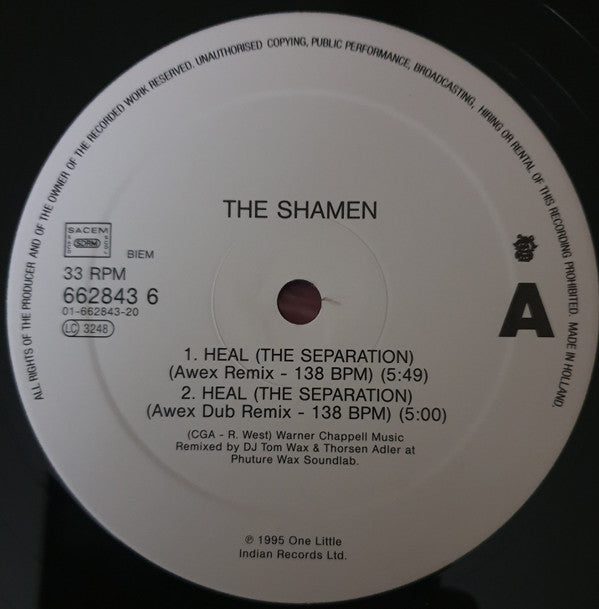 ALL RIGHTS OF THE PRODUCER AND OF THE OWNER OF THE RECORDED WORK RESERVED. UNAUTHORISED COPYING, PUBLIC PERFORMANCE, BROADCASTING, HIRING OR RENTAL OF THIS RECORDING PROHIBITED. MADE IN HOLLAND.
THE SHAMEN
SACEM
SDRM
BIEM
33 RPM
662843 6
01-662843-20
LC 3248
A
1. HEAL (THE SEPARATION)
(Awex Remix - 138 BPM) (5:49)
2. HEAL (THE SEPARATION)
(Awex Dub Remix - 138 BPM) (5:00)
(CGA - R. West) Warner Chappell Music
Remixed by DJ Tom Wax & Thorsen Adler at
Phuture Wax Soundlab.
℗ 1995 One Little
Indian Records Ltd.